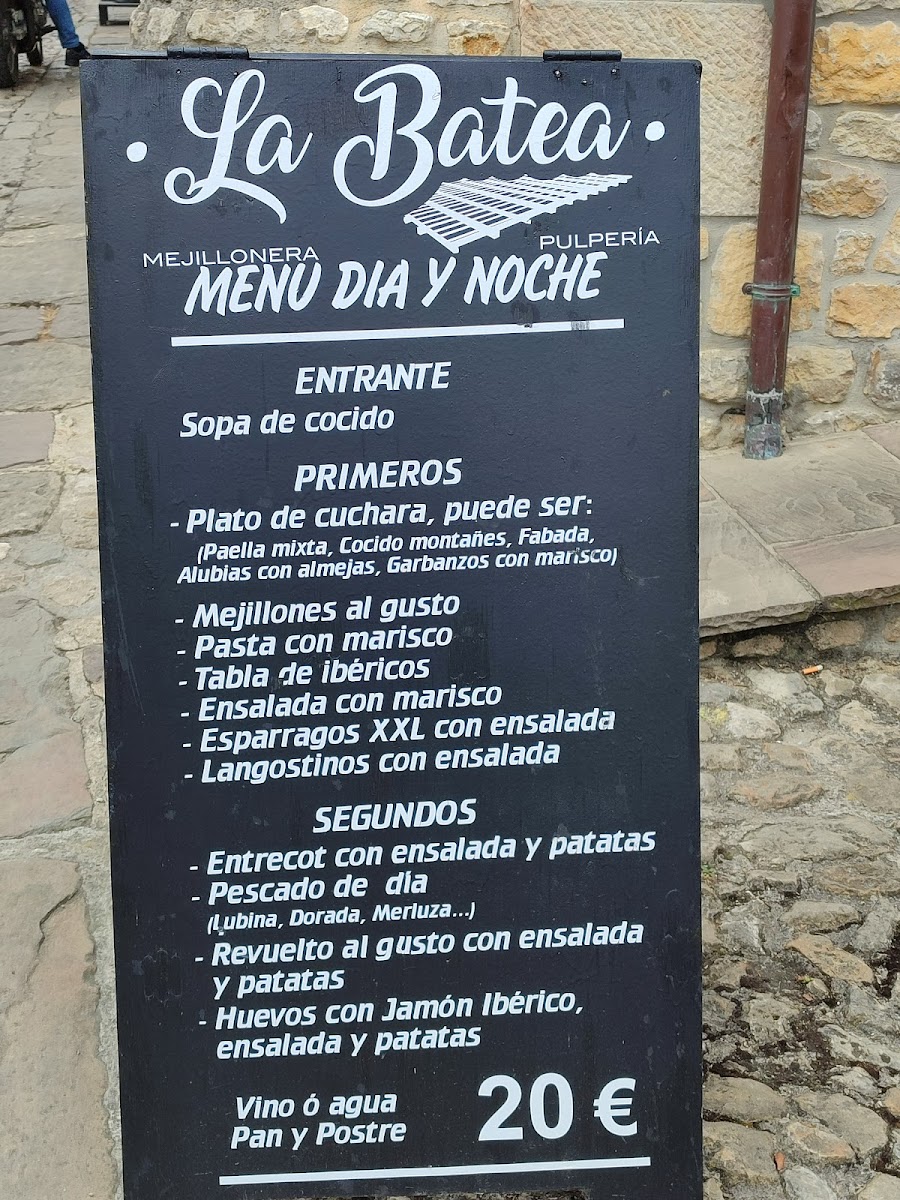 · La Batea ·
MEJILLONERA
PULPERÍA
MENU DIA Y NOCHE
ENTRANTE
Sopa de cocido
PRIMEROS
- Plato de cuchara, puede ser:
(Paella mixta, Cocido montañes, Fabada,
Alubias con almejas, Garbanzos con marisco)
- Mejillones al gusto
- Pasta con marisco
- Tabla de ibéricos
- Ensalada con marisco
- Esparragos XXL con ensalada
- Langostinos con ensalada
SEGUNDOS
- Entrecot con ensalada y patatas
- Pescado de día
(Lubina, Dorada, Merluza...)
- Revuelto al gusto con ensalada
y patatas
- Huevos con Jamón Ibérico,
ensalada y patatas
Vino ó agua
Pan y Postre
20 €